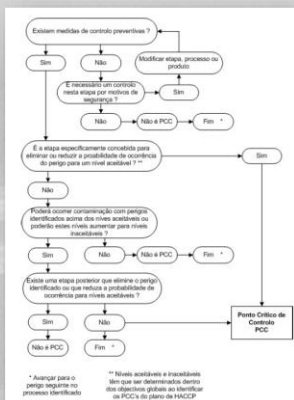 Existem medidas de controlo preventivas ?
Sim
Não
Modificar etapa, processo ou
produto
É necessário um controlo
nesta etapa por motivos de
segurança ?
Sim
Não
Não é PCC
Fim *
É a etapa especificamente concebida para
eliminar ou reduzir a probabilidade de ocorrência
do perigo para um nível aceitável ? **
Sim
Não
Poderá ocorrer contaminação com perigos
identificados acima dos níveis aceitáveis ou
poderão estes níveis aumentar para níveis
inaceitáveis ?
Sim
Não
Não é PCC
Fim *
Existe uma etapa posterior que elimine o perigo
identificado ou que reduza a probabilidade de
ocorrência para níveis aceitáveis ?
Sim
Não
Ponto Crítico de
Controlo
PCC
Não é PCC
Fim *
* Avançar para o
perigo seguinte no
processo identificado
** Níveis aceitáveis e inaceitáveis
têm que ser determinados dentro
dos objectivos globais ao identificar
os PCC's do plano de HACCP